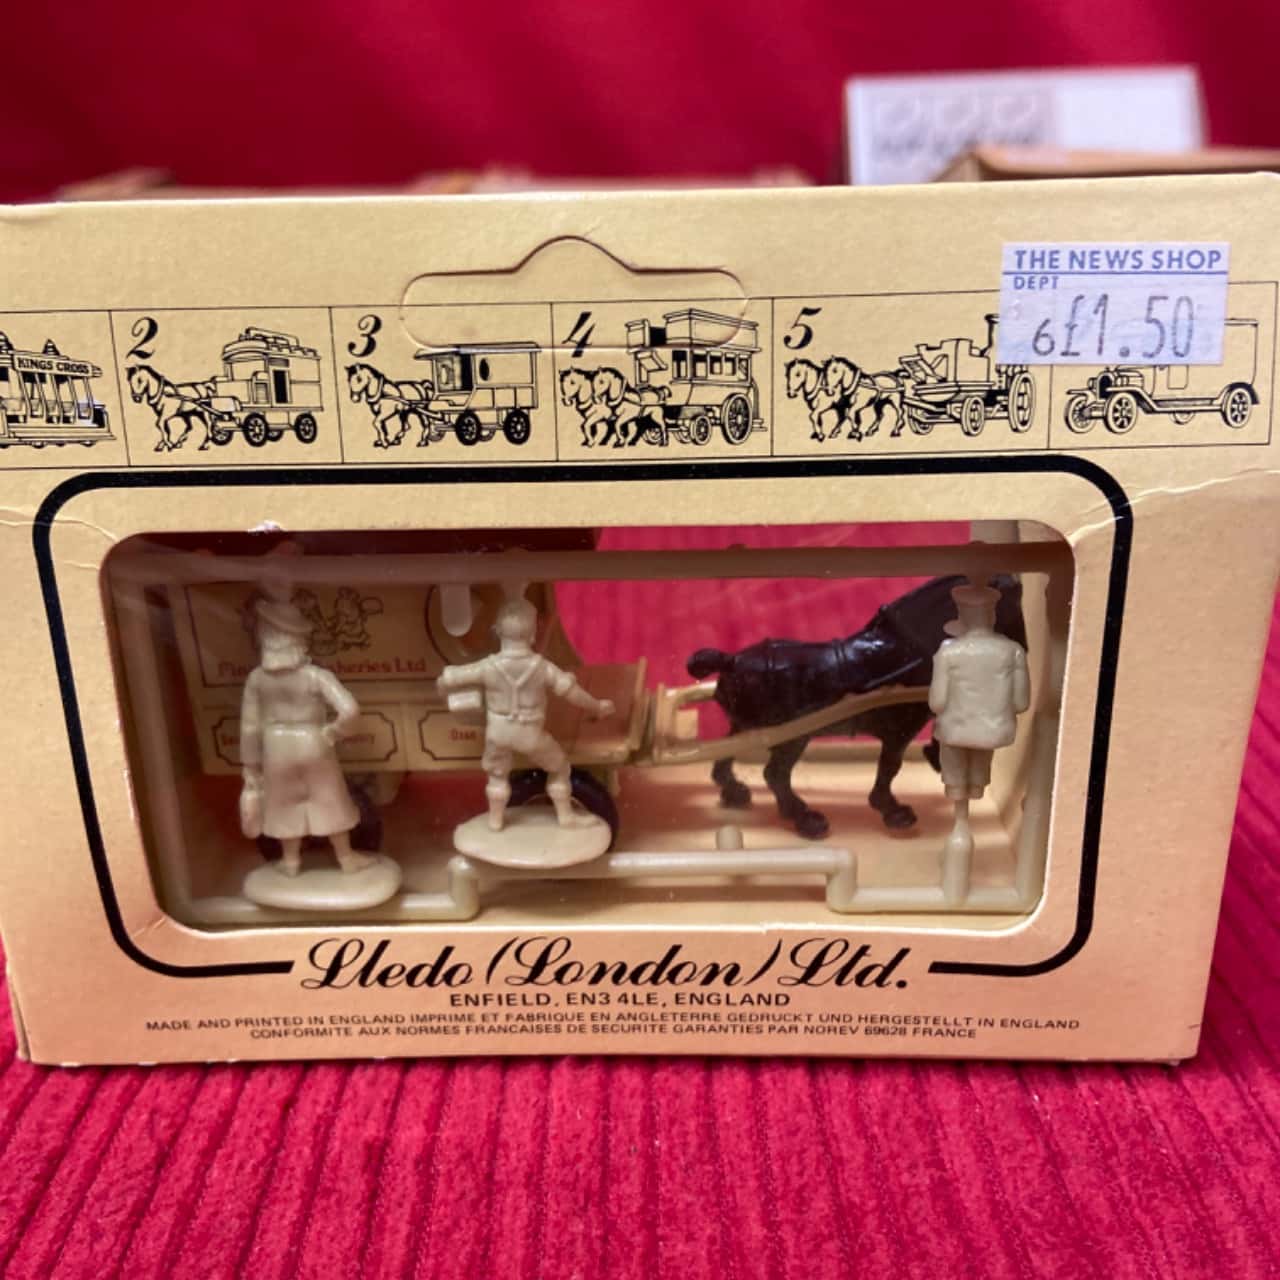 THE NEWS SHOP
DEPT
6 £1.50
KINGS CROSS
2
3
4
5
Ltd
Lledo (London) Ltd.
ENFIELD, EN3 4LE, ENGLAND
MADE AND PRINTED IN ENGLAND IMPRIME ET FABRIQUE EN ANGLETERRE GEDRUCKT UND HERGESTELLT IN ENGLAND
CONFORMITE AUX NORMES FRANCAISES DE SECURITE GARANTIES PAR NOREV 69628 FRANCE